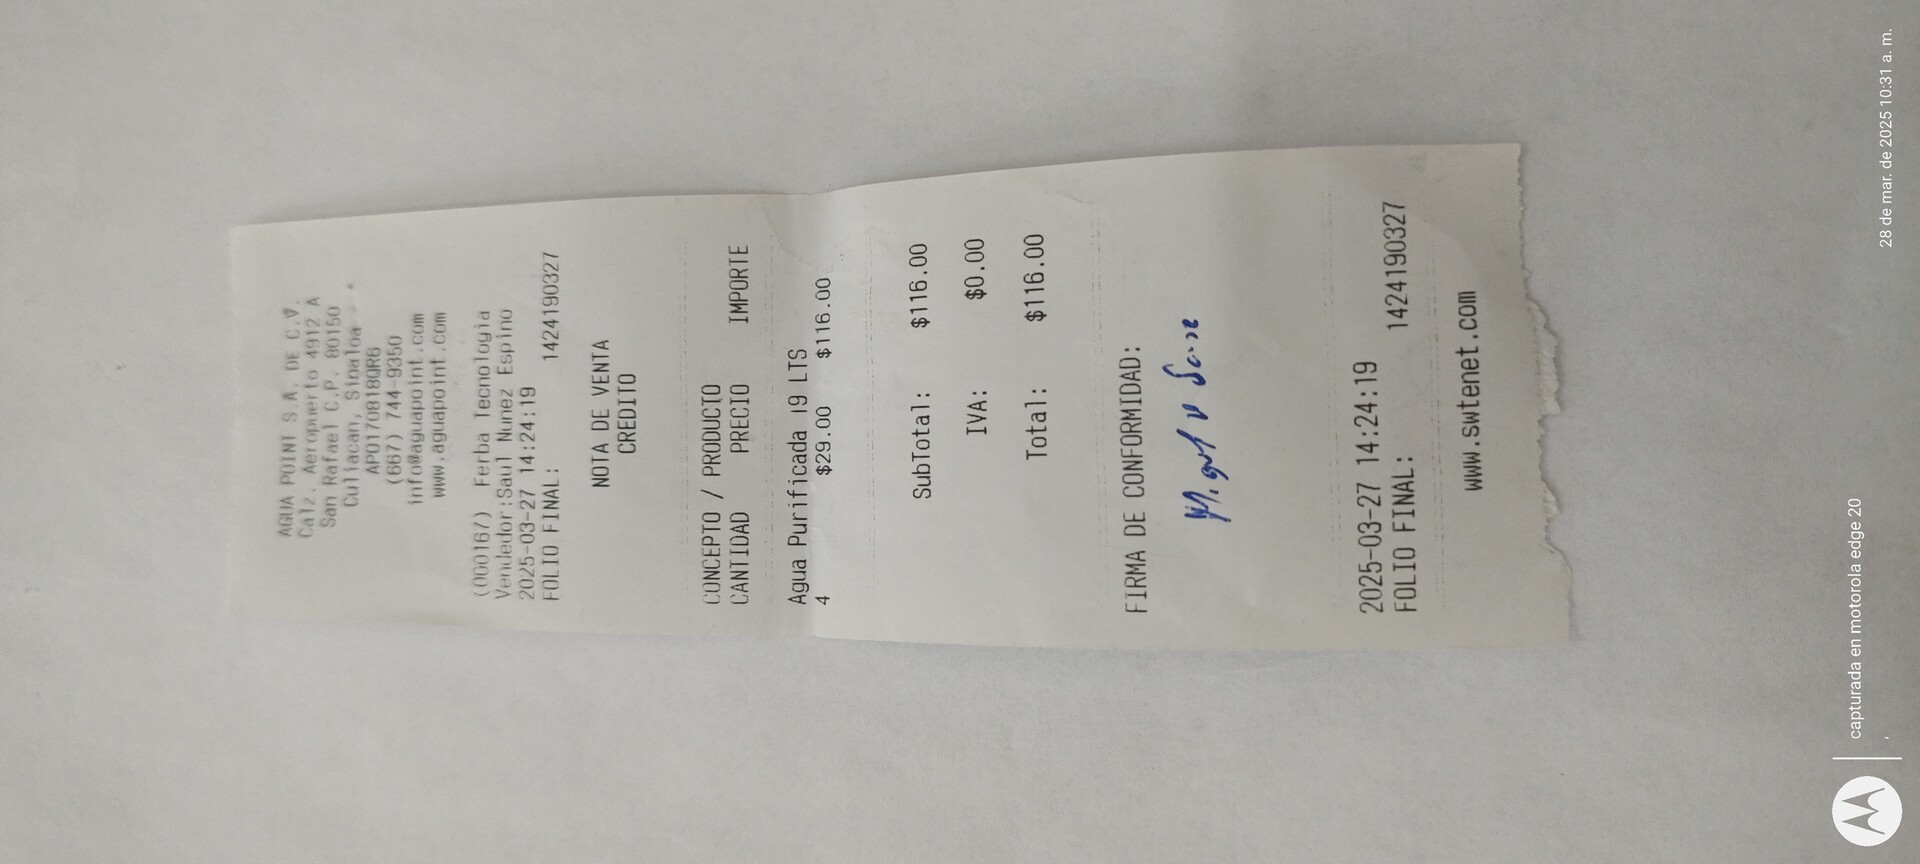 AGUA POINT S.A. DE C.V.
Calz. Aeropuerto 4912 A
San Rafael C.P. 80150
Culiacan, Sinaloa
APO170818QR6
(667) 744-9350
info@aguapoint.com
www.aguapoint.com
(000167) Ferba Tecnologia
Vendedor:Saul Nunez Espino
2025-03-27 14:24:19
FOLIO FINAL: 1424190327
NOTA DE VENTA
CREDITO
CONCEPTO / PRODUCTO
CANTIDAD PRECIO IMPORTE
Agua Purificada 19 LTS
4 $29.00 $116.00
SubTotal: $116.00
IVA: $0.00
Total: $116.00
FIRMA DE CONFORMIDAD:
2025-03-27 14:24:19
FOLIO FINAL: 1424190327
www.swtenet.com
capturada en motorola edge 20
28 de mar. de 2025 10:31 a. m.